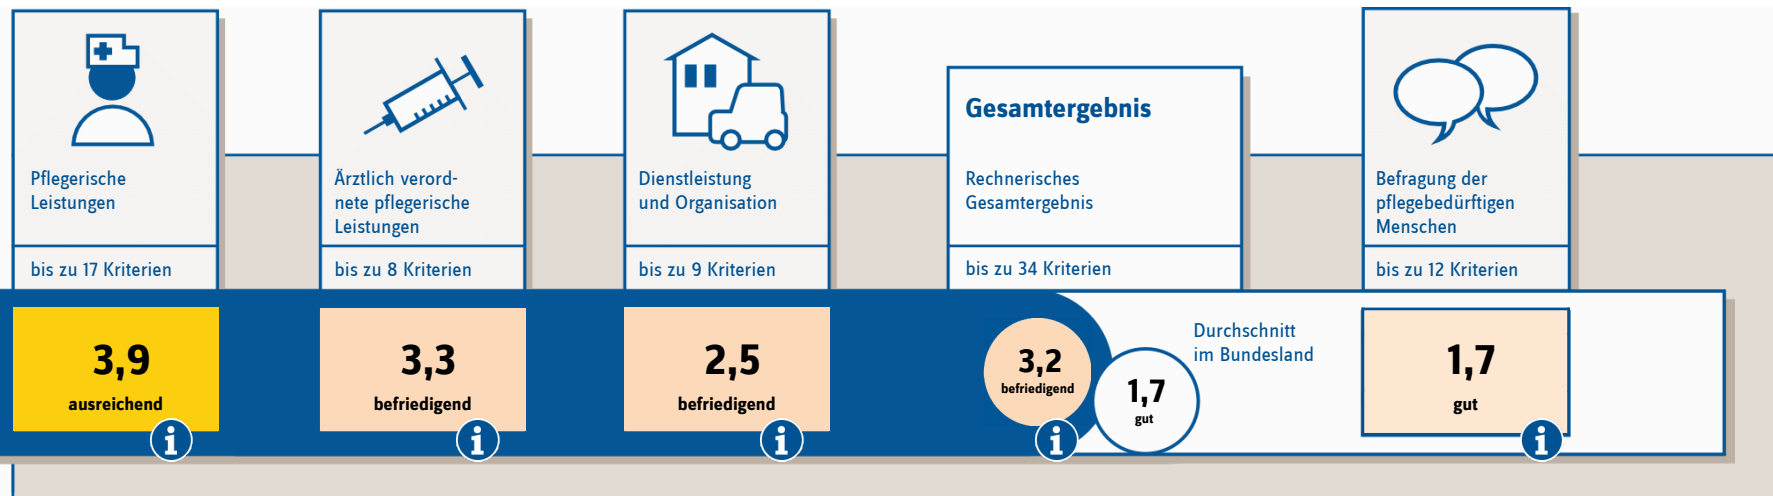 Pflegerische
Leistungen
bis zu 17 Kriterien
3,9
ausreichend
i
Ärztlich verord-
nete pflegerische
Leistungen
bis zu 8 Kriterien
3,3
befriedigend
i
Dienstleistung
und Organisation
bis zu 9 Kriterien
2,5
befriedigend
i
Gesamtergebnis
Rechnerisches
Gesamtergebnis
bis zu 34 Kriterien
3,2
befriedigend
i
1,7
gut
Durchschnitt
im Bundesland
Befragung der
pflegebedürftigen
Menschen
bis zu 12 Kriterien
1,7
gut
i